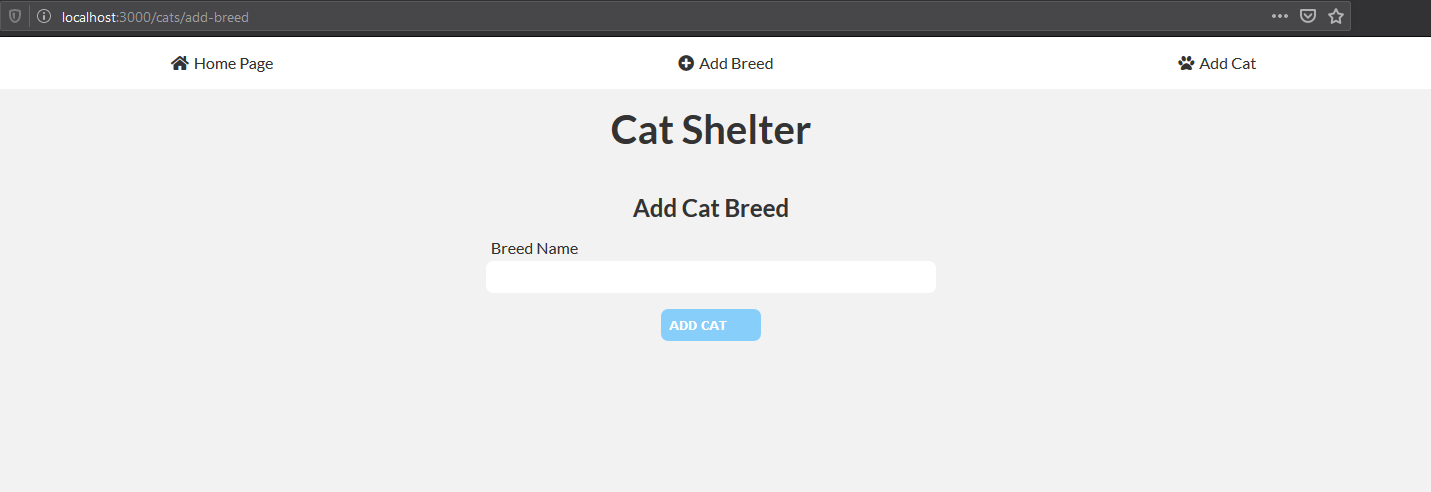 localhost:3000/cats/add-breed
Home Page Add Breed Add Cat
Cat Shelter
Add Cat Breed
Breed Name
ADD CAT